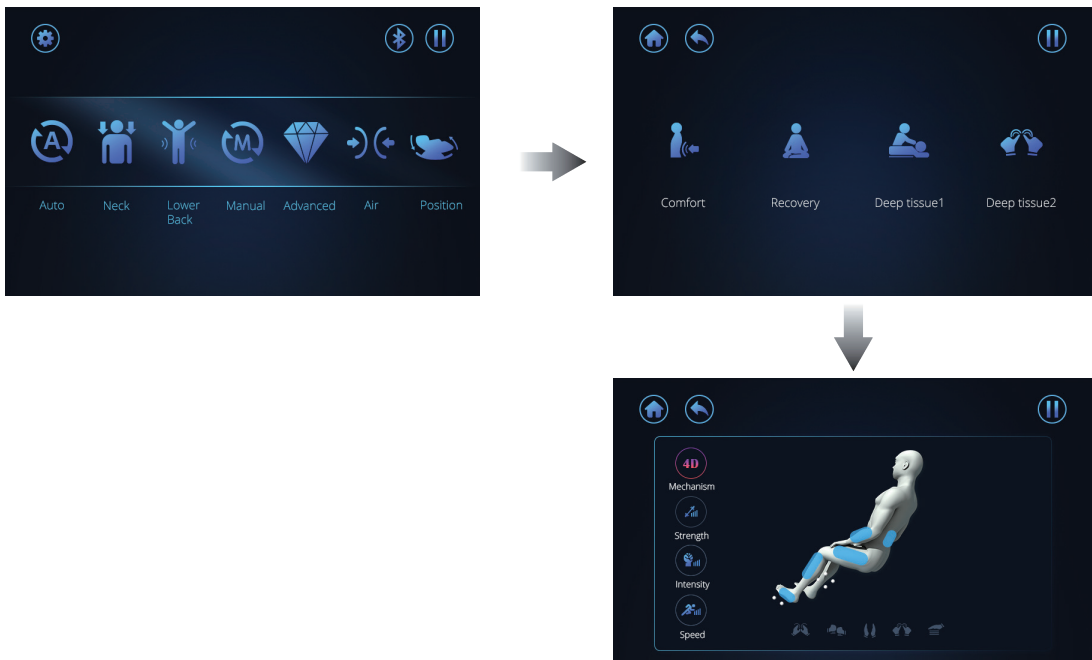 A
M
Auto
Neck
Lower
Back
Manual
Advanced
Air
Position
Comfort
Recovery
Deep tissue1
Deep tissue2
4D
Mechanism
Strength
Intensity
Speed